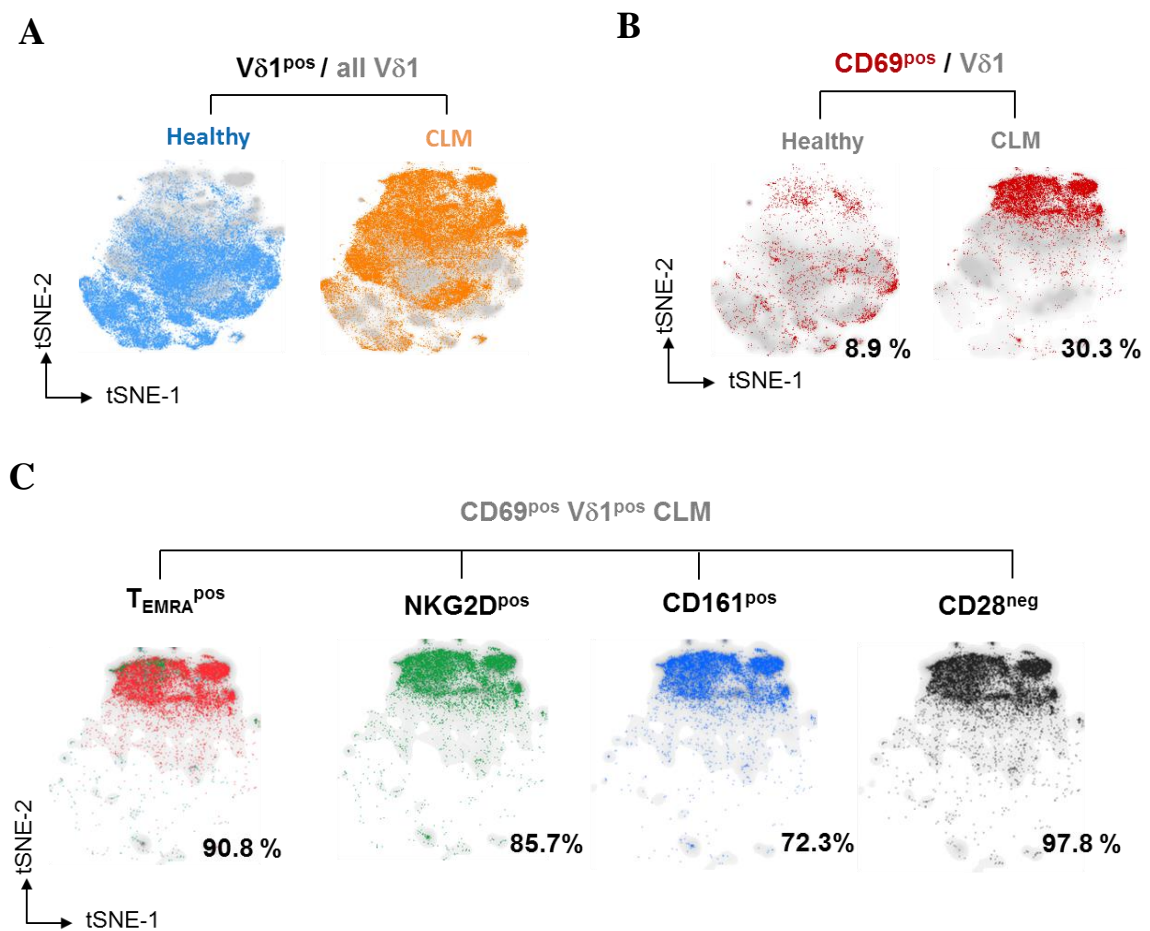 A
Vδ1pos / all Vδ1
Healthy
CLM
tSNE-2
tSNE-1
B
CD69pos / Vδ1
Healthy
CLM
8.9 %
30.3 %
tSNE-2
tSNE-1
C
CD69pos Vδ1pos CLM
TEMRApos
NKG2Dpos
CD161pos
CD28neg
90.8 %
85.7%
72.3%
97.8 %
tSNE-2
tSNE-1